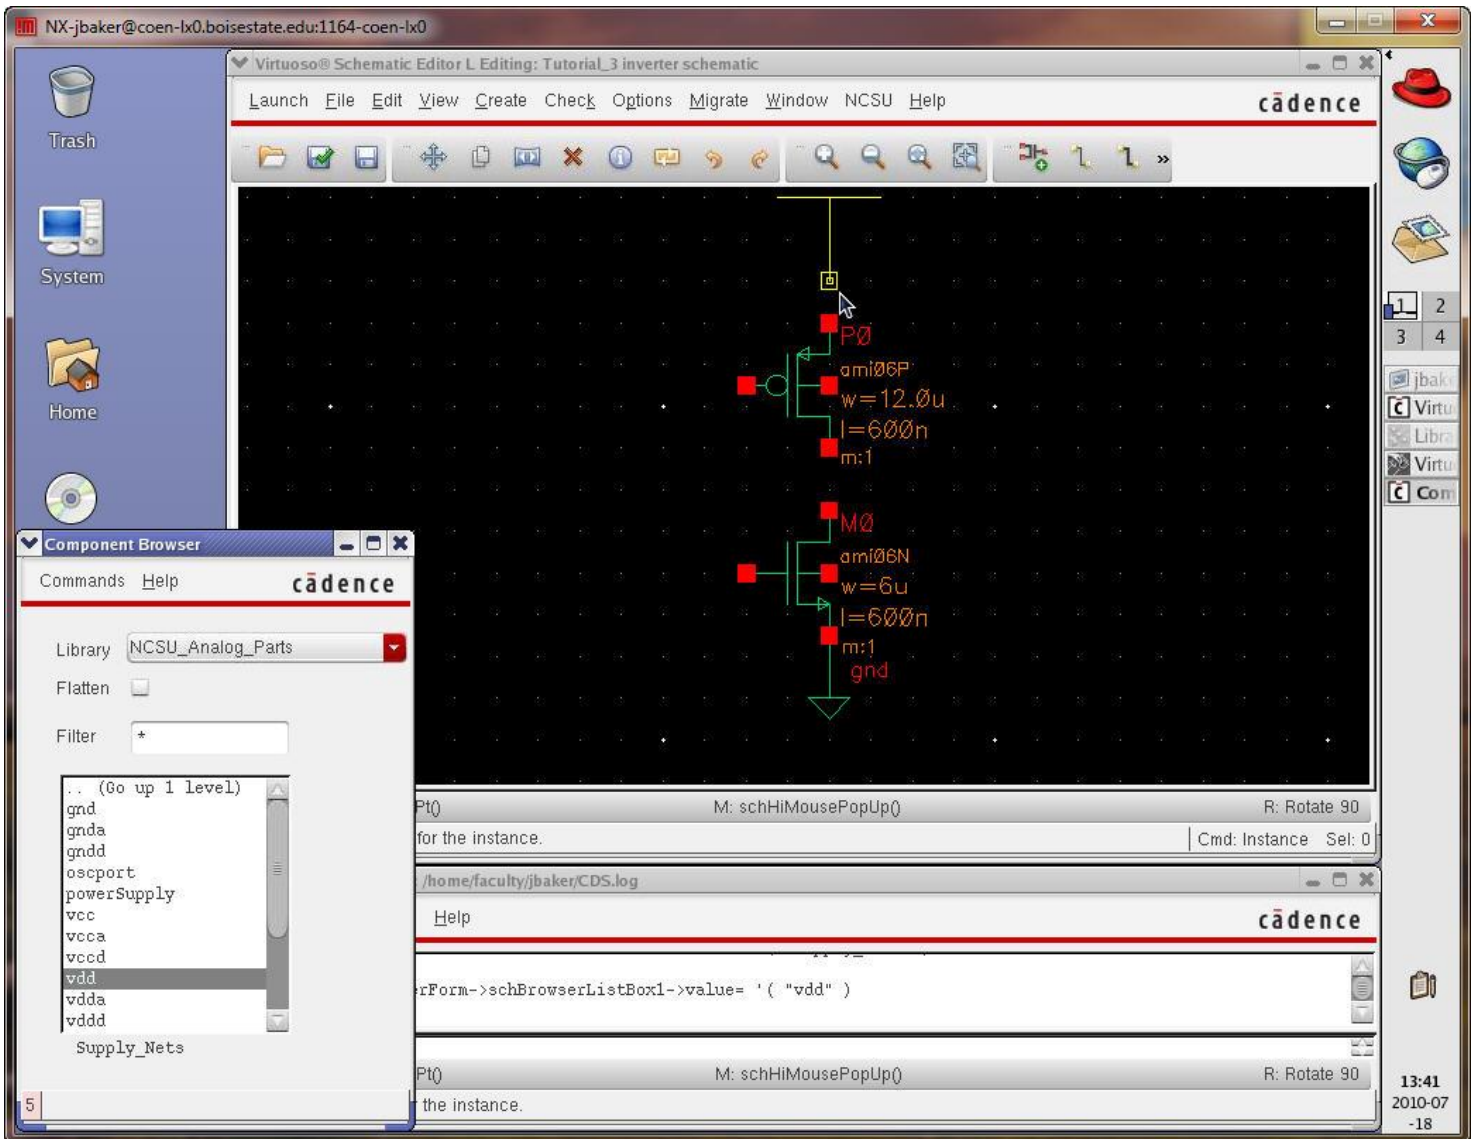 NX-jbaker@coen-lx0.boisestate.edu:1164-coen-lx0
Trash
System
Home
Virtuoso® Schematic Editor L Editing: Tutorial_3 inverter schematic
Launch File Edit View Create Check Options Migrate Window NCSU Help
cādence
»
PØ
amiØ6P
w=12.Øu
l=6ØØn
m:1
MØ
amiØ6N
w=6u
l=6ØØn
m:1
gnd
Pt() M: schHiMousePopUp() R: Rotate 90
for the instance. Cmd: Instance Sel: 0
Component Browser
Commands Help cādence
Library NCSU_Analog_Parts
Flatten
Filter *
.. (Go up 1 level)
gnd
gnda
gndd
oscport
powerSupply
vcc
vcca
vccd
vdd
vdda
vddd
Supply_Nets
5
: /home/faculty/jbaker/CDS.log
Help cādence
rForm->schBrowserListBox1->value= '( "vdd" )
Pt() M: schHiMousePopUp() R: Rotate 90
the instance.
1 2
3 4
jbak
Virtu
Libra
Virtu
Com
13:41
2010-07
-18